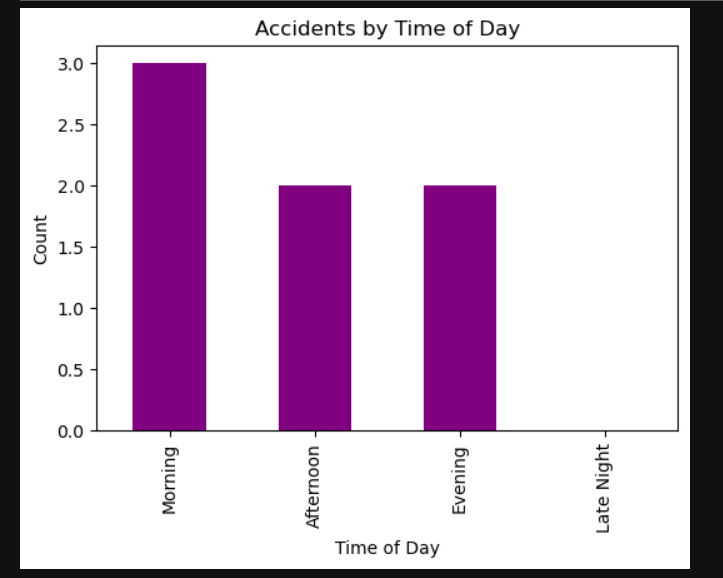 Accidents by Time of Day
3.0
2.5
2.0
1.5
1.0
0.5
0.0
Count
Morning
Afternoon
Evening
Late Night
Time of Day